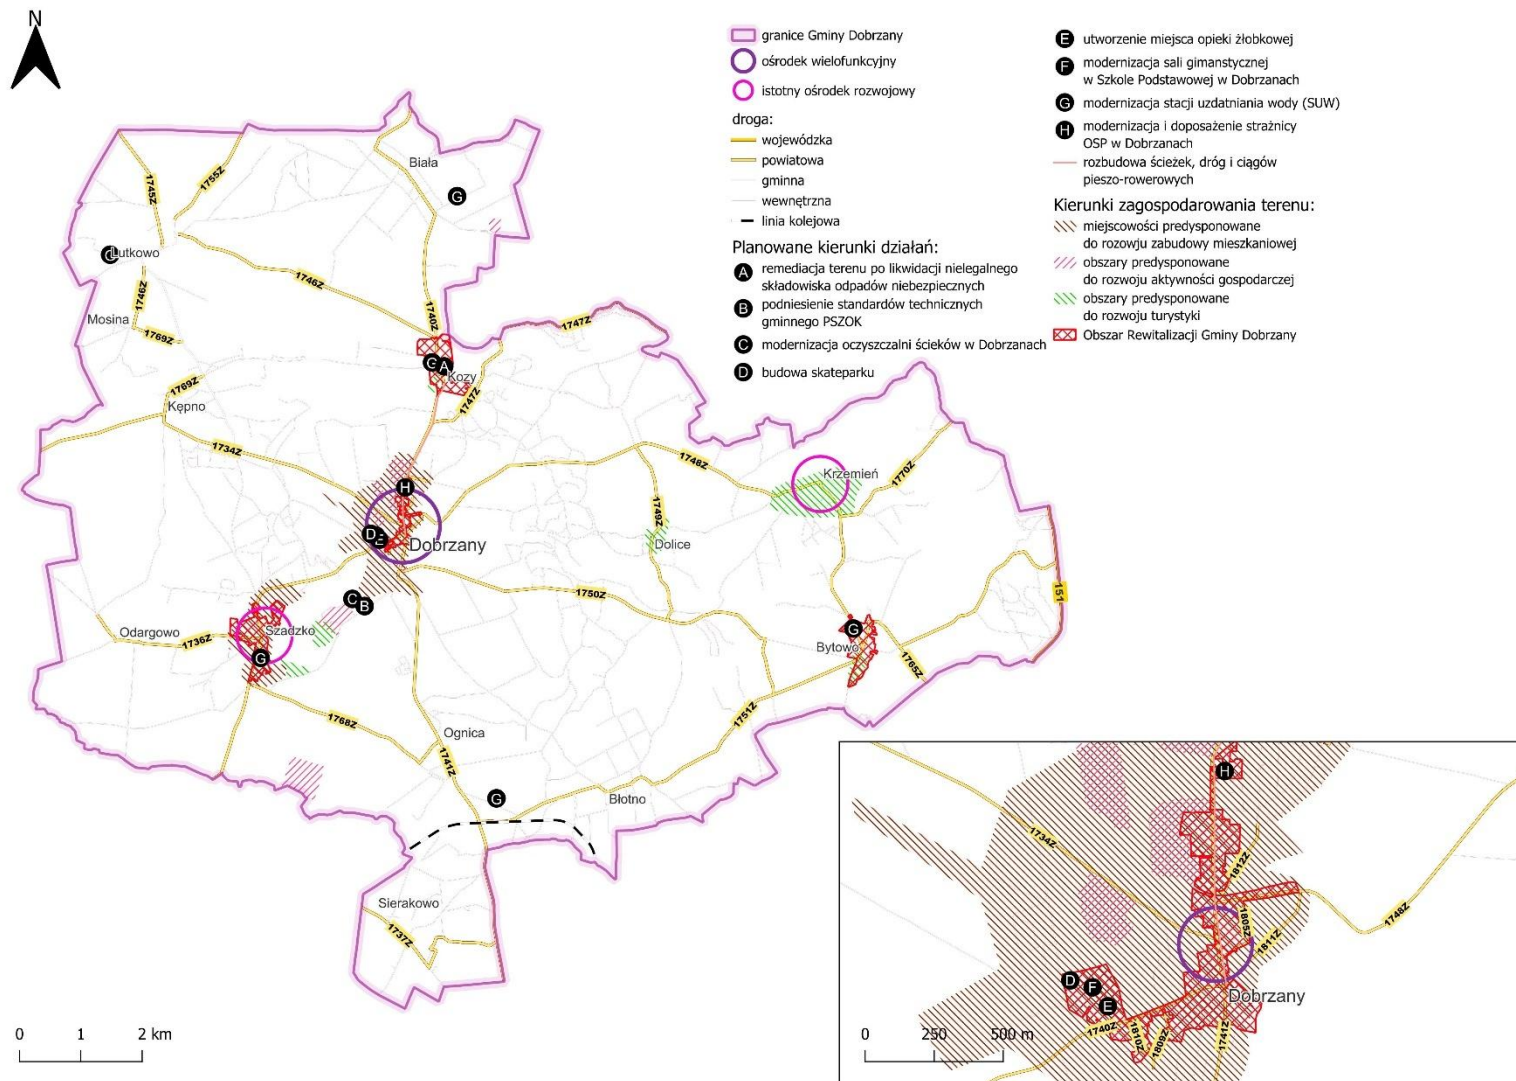 N
granice Gminy Dobrzany
ośrodek wielofunkcyjny
istotny ośrodek rozwojowy
droga:
wojewódzka
powiatowa
gminna
wewnętrzna
linia kolejowa
Planowane kierunki działań:
A remediacja terenu po likwidacji nielegalnego
składowiska odpadów niebezpiecznych
B podniesienie standardów technicznych
gminnego PSZOK
C modernizacja oczyszczalni ścieków w Dobrzanach
D budowa skateparku
E utworzenie miejsca opieki żłobkowej
F modernizacja sali gimanstycznej
w Szkole Podstawowej w Dobrzanach
G modernizacja stacji uzdatniania wody (SUW)
H modernizacja i doposażenie strażnicy
OSP w Dobrzanach
rozbudowa ścieżek, dróg i ciągów
pieszo-rowerowych
Kierunki zagospodarowania terenu:
miejscowości predysponowane
do rozowju zabudowy mieszkaniowej
obszary predysponowane
do rozwoju aktywności gospodarczej
obszary predysponowane
do rozwoju turystyki
Obszar Rewitalizacji Gminy Dobrzany
Biała
1745Z
1755Z
G
G
Lutkowo
1746Z
1746Z
1740Z
Mosina
1769Z
1747Z
G
A
Kozy
1769Z
1747Z
Kępno
1734Z
1748Z
Krzemień
1770Z
H
1749Z
D
E
Dobrzany
Dolice
1750Z
151
C
B
Odargowo
1736Z
Szadzko
G
G
Bytowo
1765Z
1768Z
1751Z
Ognica
1741Z
G
Błotno
Sierakowo
1737Z
0 1 2 km
H
1734Z
1812Z
1805Z
1811Z
1748Z
D
F
E
Dobrzany
1740Z
1810Z
1809Z
1741Z
0 250 500 m